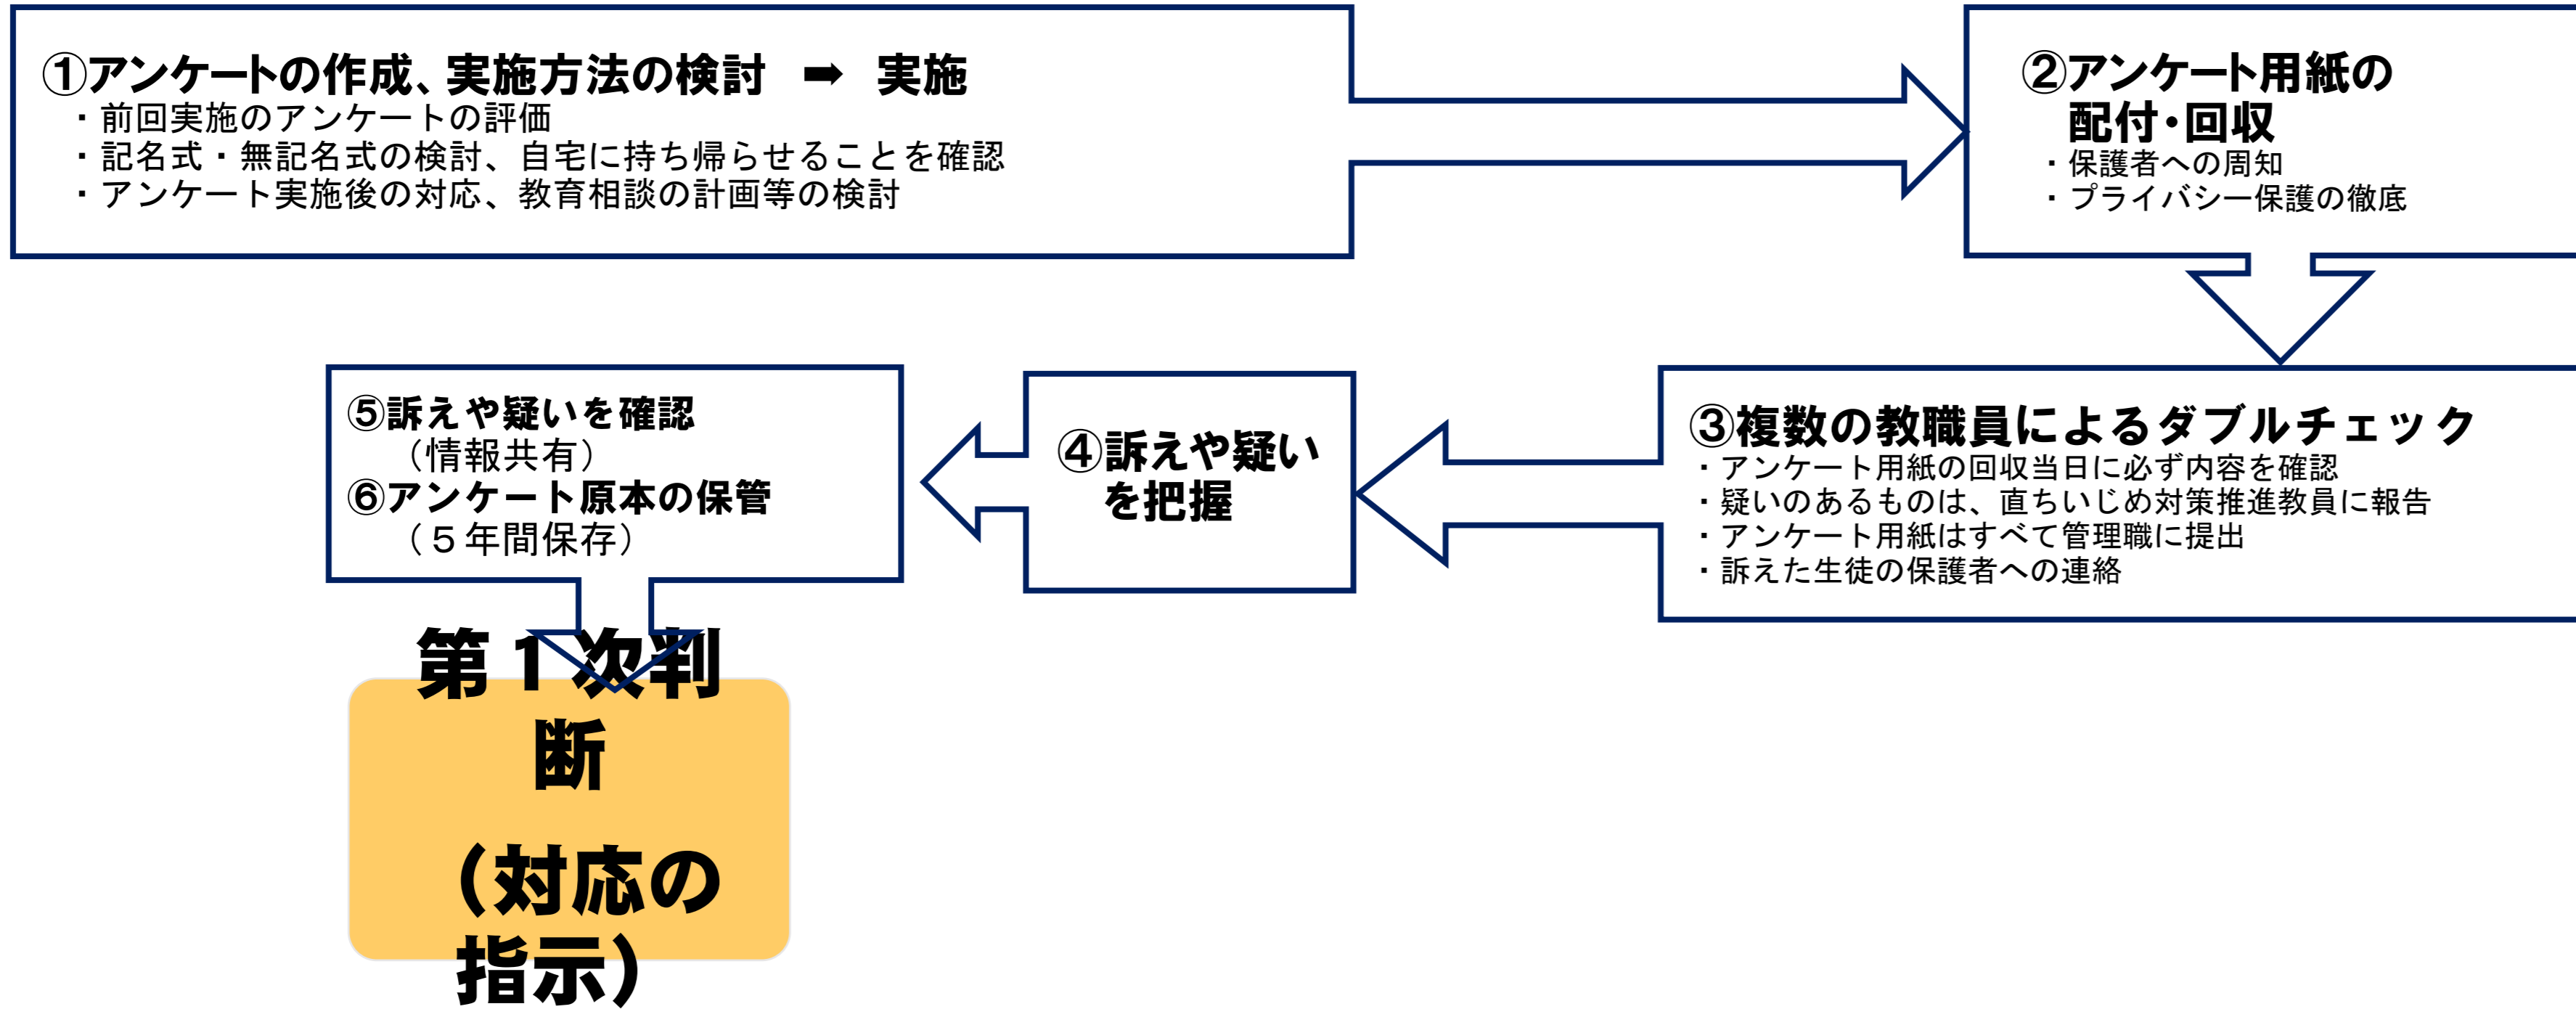 ①アンケートの作成、実施方法の検討　➡　実施
・前回実施のアンケートの評価
・記名式・無記名式の検討、自宅に持ち帰らせることを確認
・アンケート実施後の対応、教育相談の計画等の検討
②アンケート用紙の
配付・回収
・保護者への周知
・プライバシー保護の徹底
③複数の教職員によるダブルチェック
・アンケート用紙の回収当日に必ず内容を確認
・疑いのあるものは、直ちいじめ対策推進教員に報告
・アンケート用紙はすべて管理職に提出
・訴えた生徒の保護者への連絡
④訴えや疑い
を把握
⑤訴えや疑いを確認
（情報共有）
⑥アンケート原本の保管
（５年間保存）
第１次判
断
（対応の
指示）